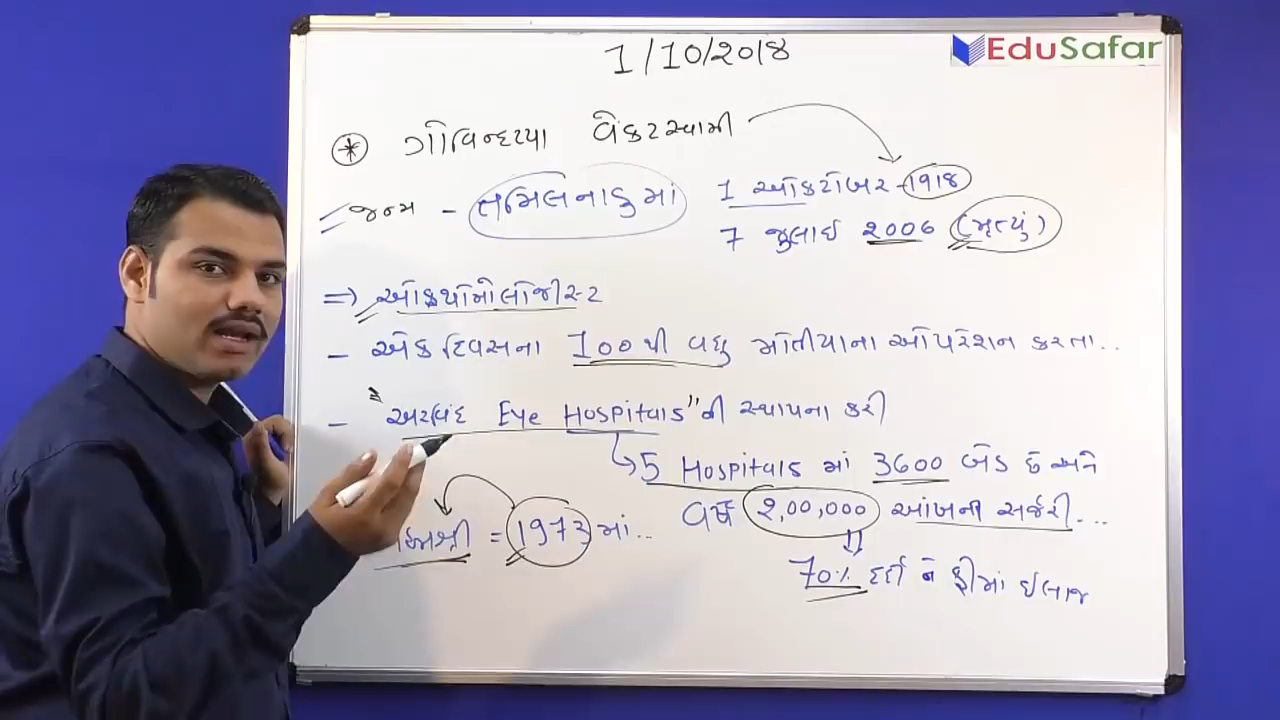 1/10/2018
EduSafar
ગોવિન્દપ્પા વેંકટસ્વામી
જન્મ - તમિલનાડુમાં 1 ઓક્ટોબર - 1918
7 જુલાઈ 2006 (મૃત્યું)
=> ઓફથામોલોજીસ્ટ
- એક દિવસના 100થી વધુ મોતીયાના ઓપરેશન કરતા..
- "અરવિંદ Eye Hospitals" ની સ્થાપના કરી
5 Hospitals માં 3600 બેડ છે અને
વર્ષે 2,00,000 આંખની સર્જરી...
= 1973 માં...
70% દર્દી ને ફ્રીમાં ઈલાજ